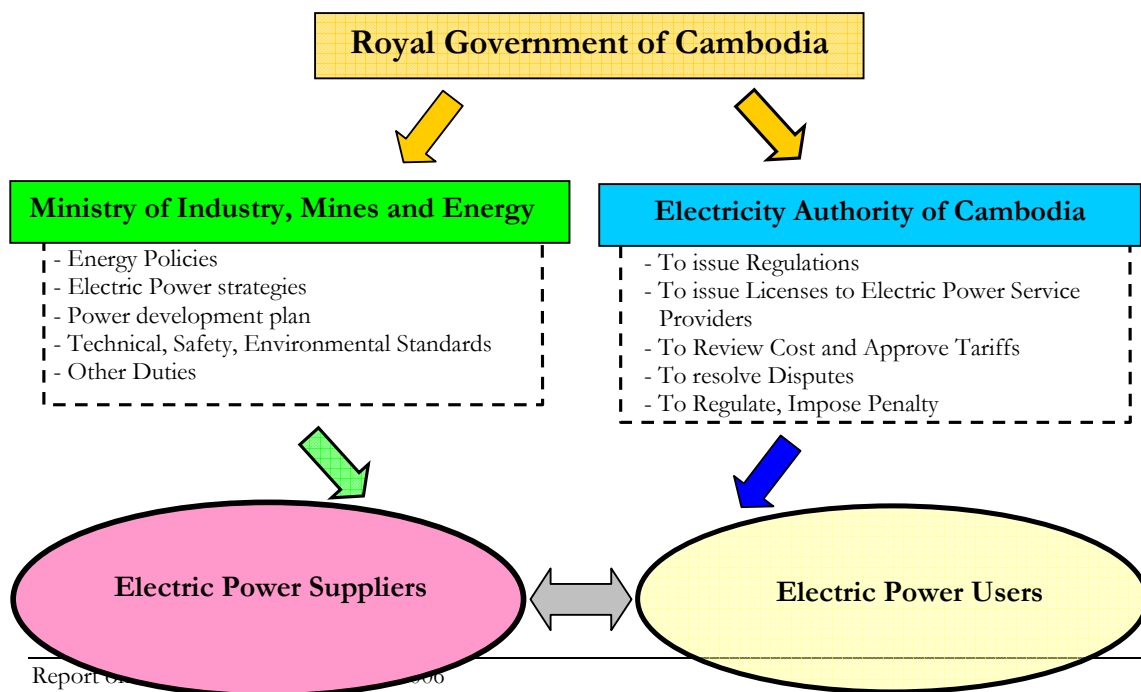 Royal Government of Cambodia
Ministry of Industry, Mines and Energy
- Energy Policies
- Electric Power strategies
- Power development plan
- Technical, Safety, Environmental Standards
- Other Duties
Electricity Authority of Cambodia
- To issue Regulations
- To issue Licenses to Electric Power Service
Providers
- To Review Cost and Approve Tariffs
- To resolve Disputes
- To Regulate, Impose Penalty
Electric Power Suppliers
Electric Power Users
Report